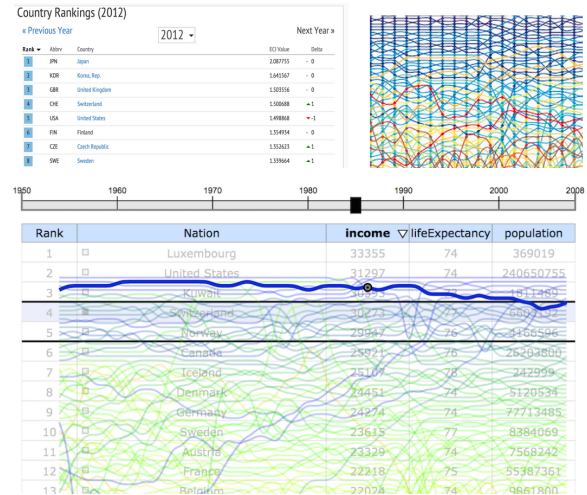 Country Rankings (2012)
« Previous Year 2012 Next Year »
Rank Abbrv Country ECI Value Delta
1 JPN Japan 2.087755 - 0
2 KOR Korea, Rep. 1.641567 - 0
3 GBR United Kingdom 1.503556 - 0
4 CHE Switzerland 1.500688 ▲1
5 USA United States 1.498868 ▼-1
6 FIN Finland 1.354934 - 0
7 CZE Czech Republic 1.352623 ▲1
8 SWE Sweden 1.339664 ▲1
1950 1960 1970 1980 1990 2000 2008
Rank Nation income ▽ lifeExpectancy population
1 Luxembourg 33355 74 369019
2 United States 31297 74 240650755
3 Kuwait
4 Switzerland 30273
5 Norway 29947 76 4166596
6 Canada 25921 76 26203800
7 Iceland 25107 242999
8 Denmark 24451 74 5120534
9 Germany 24274 74 77713485
10 Sweden 23615 77 8384069
11 Austria 23329 74 7568242
12 France 22218 75 55387361
13 Belgium 22024 74 9861800